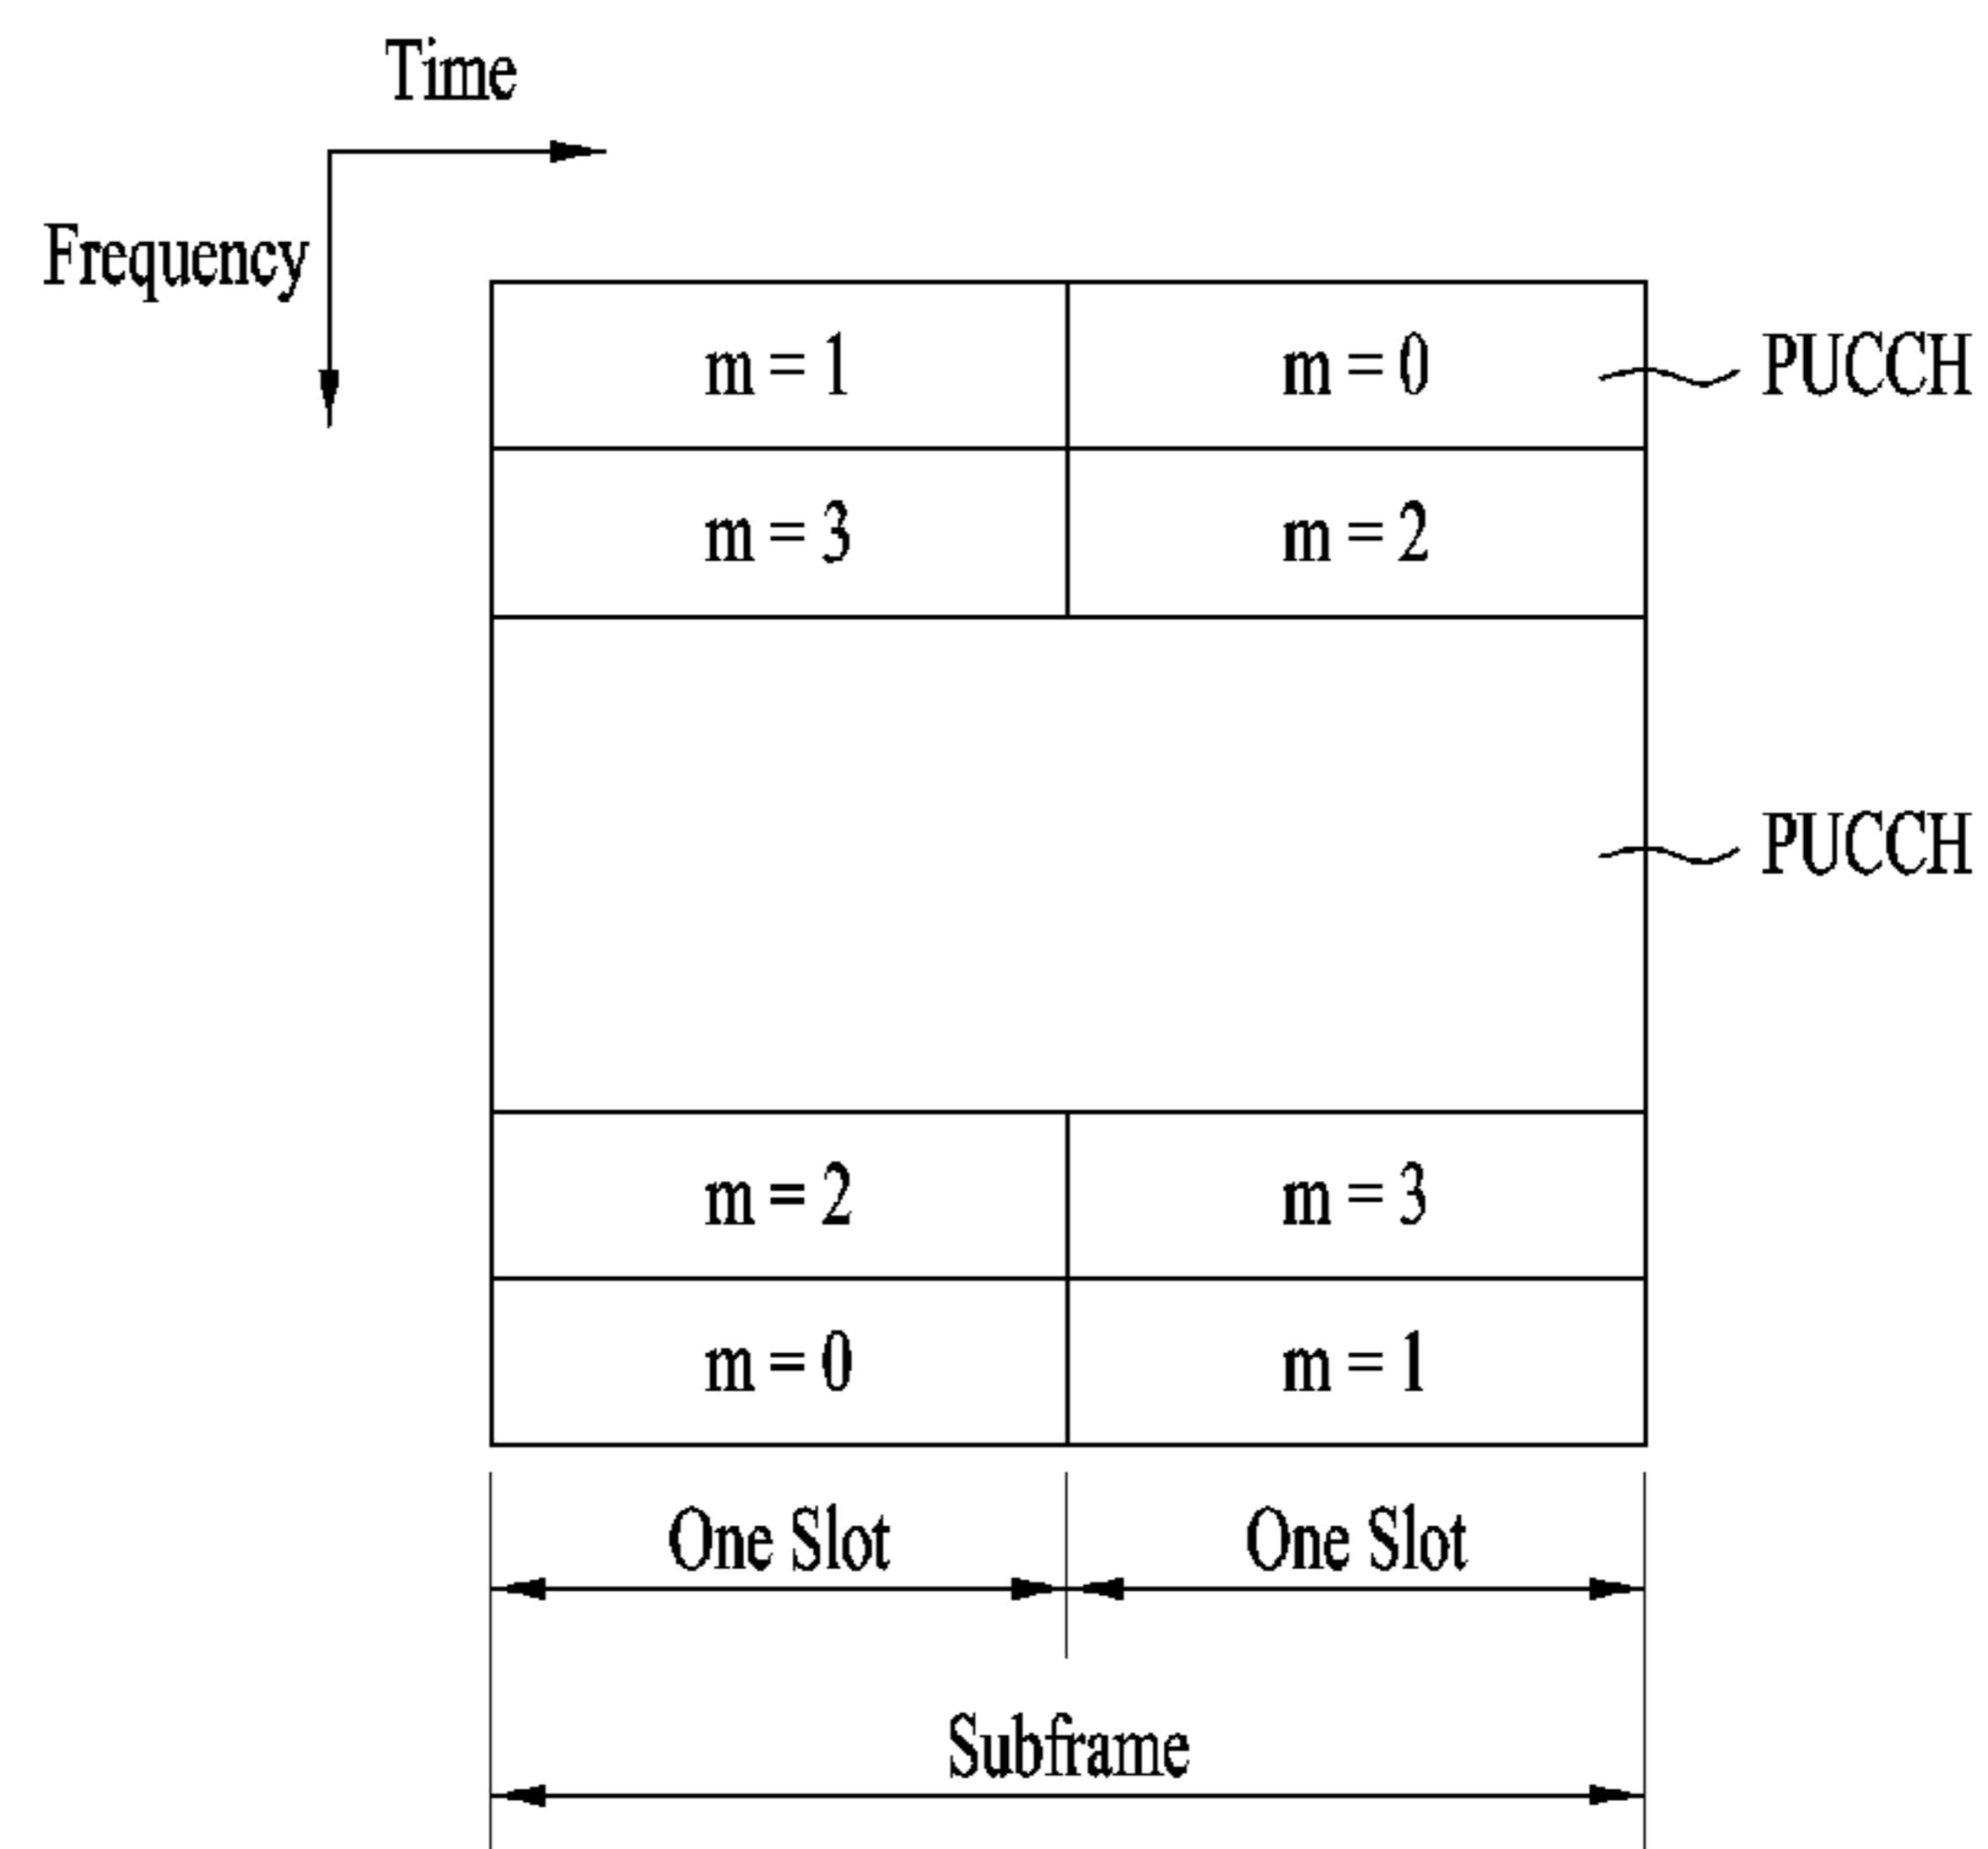 Time
Frequency
m = 1
m = 0
PUCCH
m = 3
m = 2
PUCCH
m = 2
m = 3
m = 0
m = 1
One Slot
One Slot
Subframe